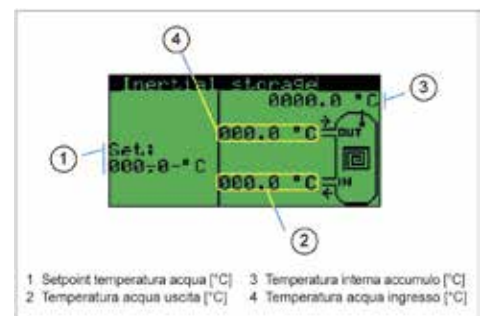 4
Inertial storage
3
0000.0 °C
000.0 °C OUT
1
Set:
000.0 °C
000.0 °C IN
2
1 Setpoint temperatura acqua [°C]
2 Temperatura acqua uscita [°C]
3 Temperatura interna accumulo [°C]
4 Temperatura acqua ingresso [°C]